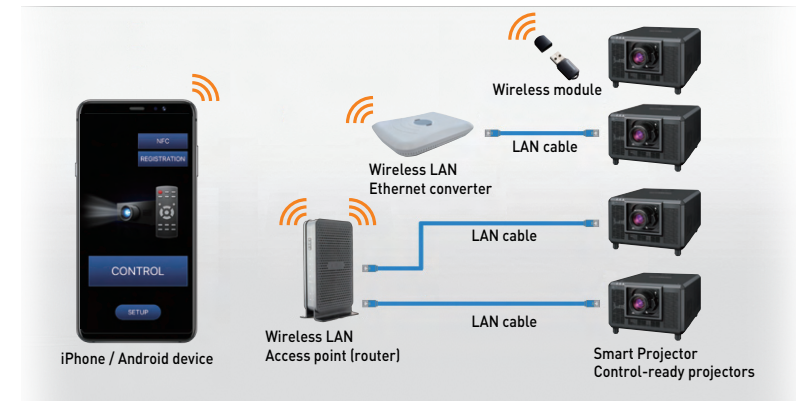 Wireless module
NFC
REGISTRATION
LAN cable
Wireless LAN
Ethernet converter
LAN cable
CONTROL
SETUP
LAN cable
Wireless LAN
Access point (router)
iPhone / Android device
Smart Projector
Control-ready projectors